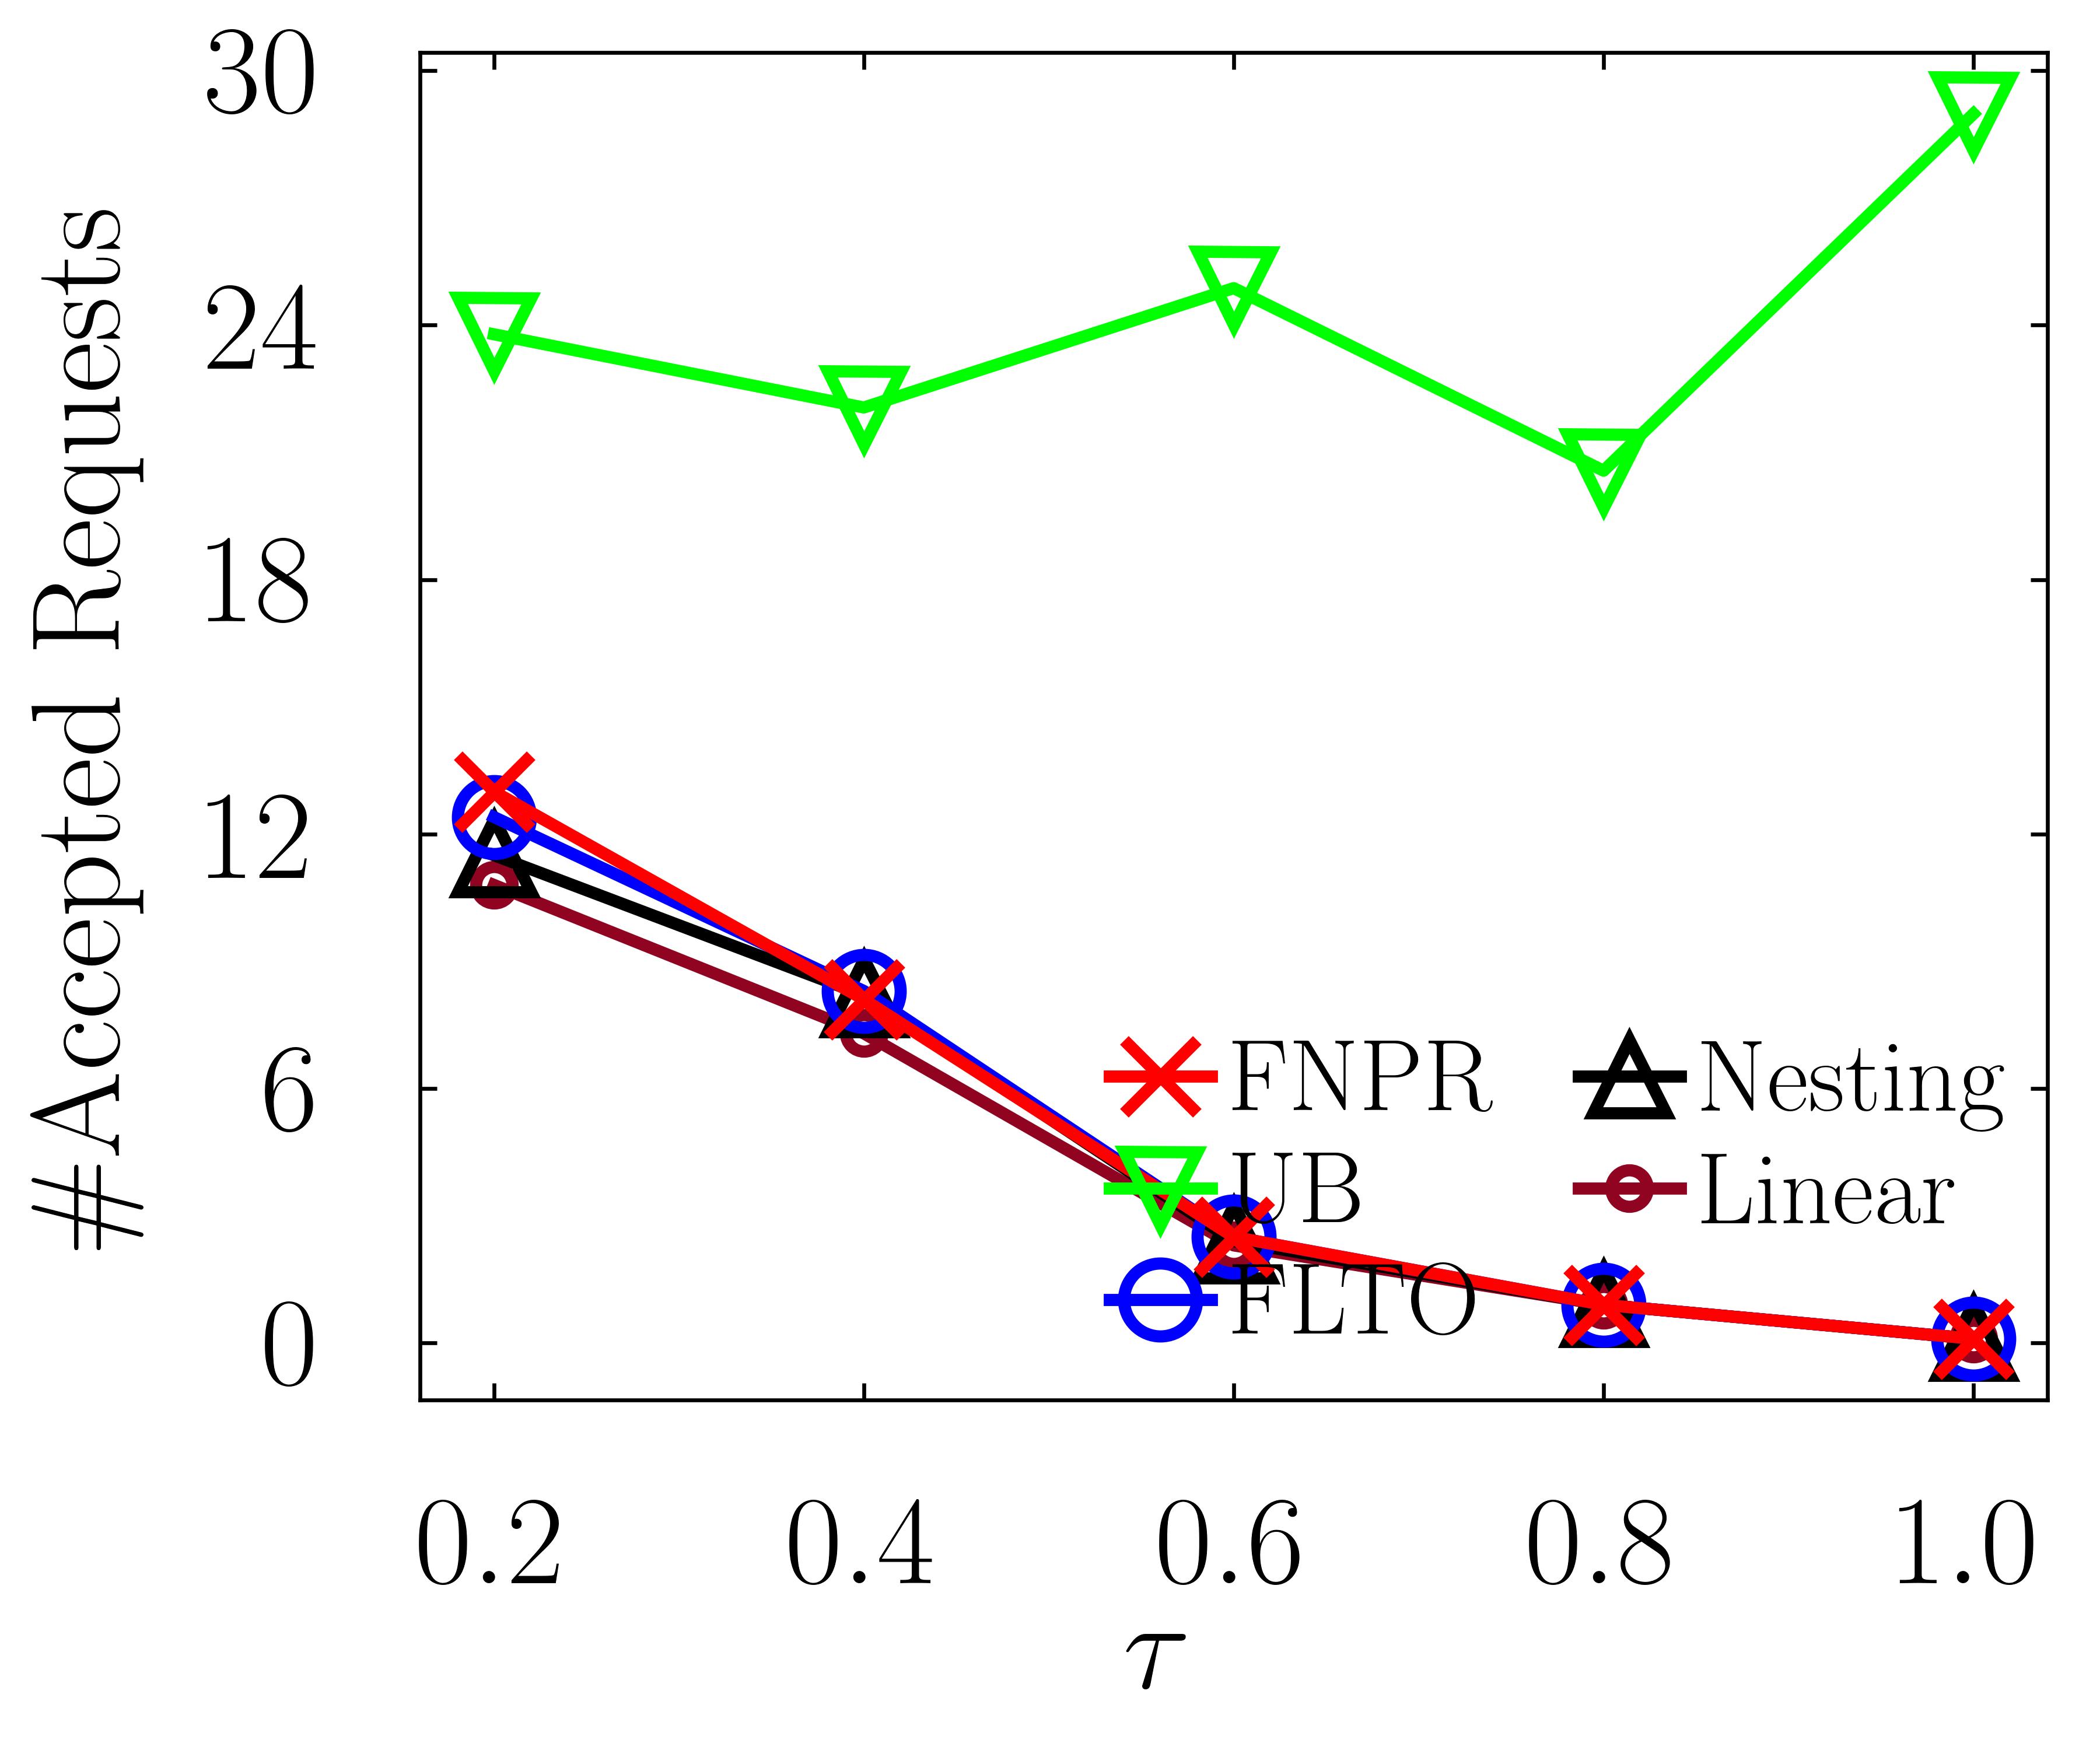 #Accepted Requests
30
24
18
12
6
0
FNPR
UB
FLTO
Nesting
Linear
0.2 0.4 0.6 0.8 1.0
τ